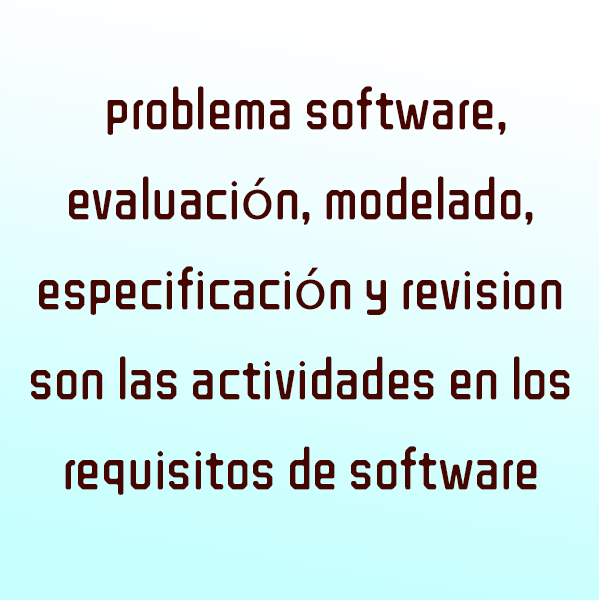 problema software,
evaluación, modelado,
especificación y revision
son las actividades en los
requisitos de software